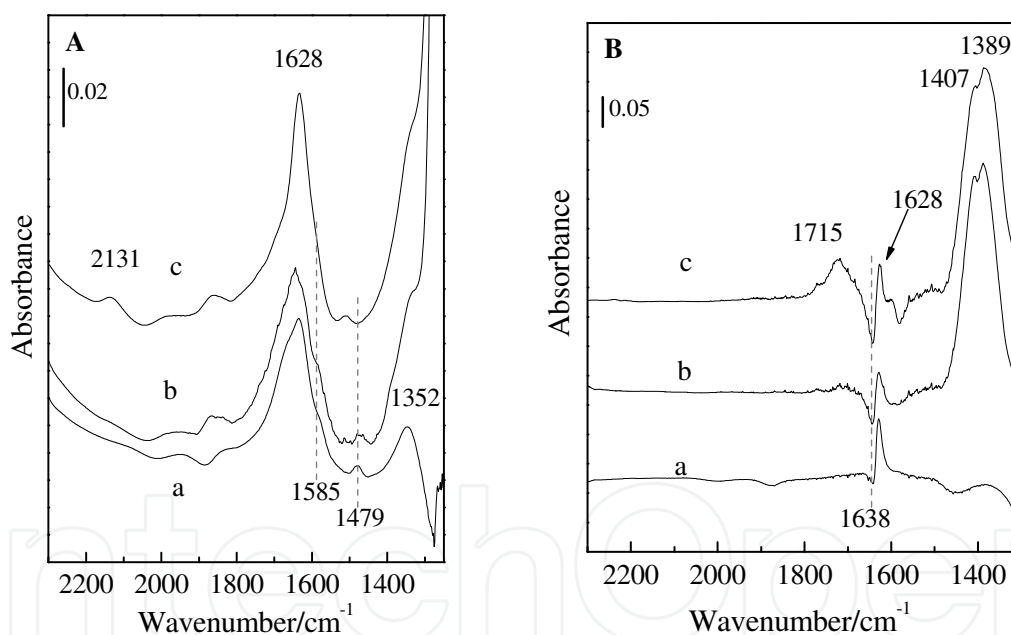 A
0.02
1628
2131
c
b
1352
a
1585
1479
Absorbance
2200 2000 1800 1600 1400
Wavenumber/cm-1
B
0.05
1389
1407
1628
1715
c
b
a
1638
Absorbance
2200 2000 1800 1600 1400
Wavenumber/cm-1